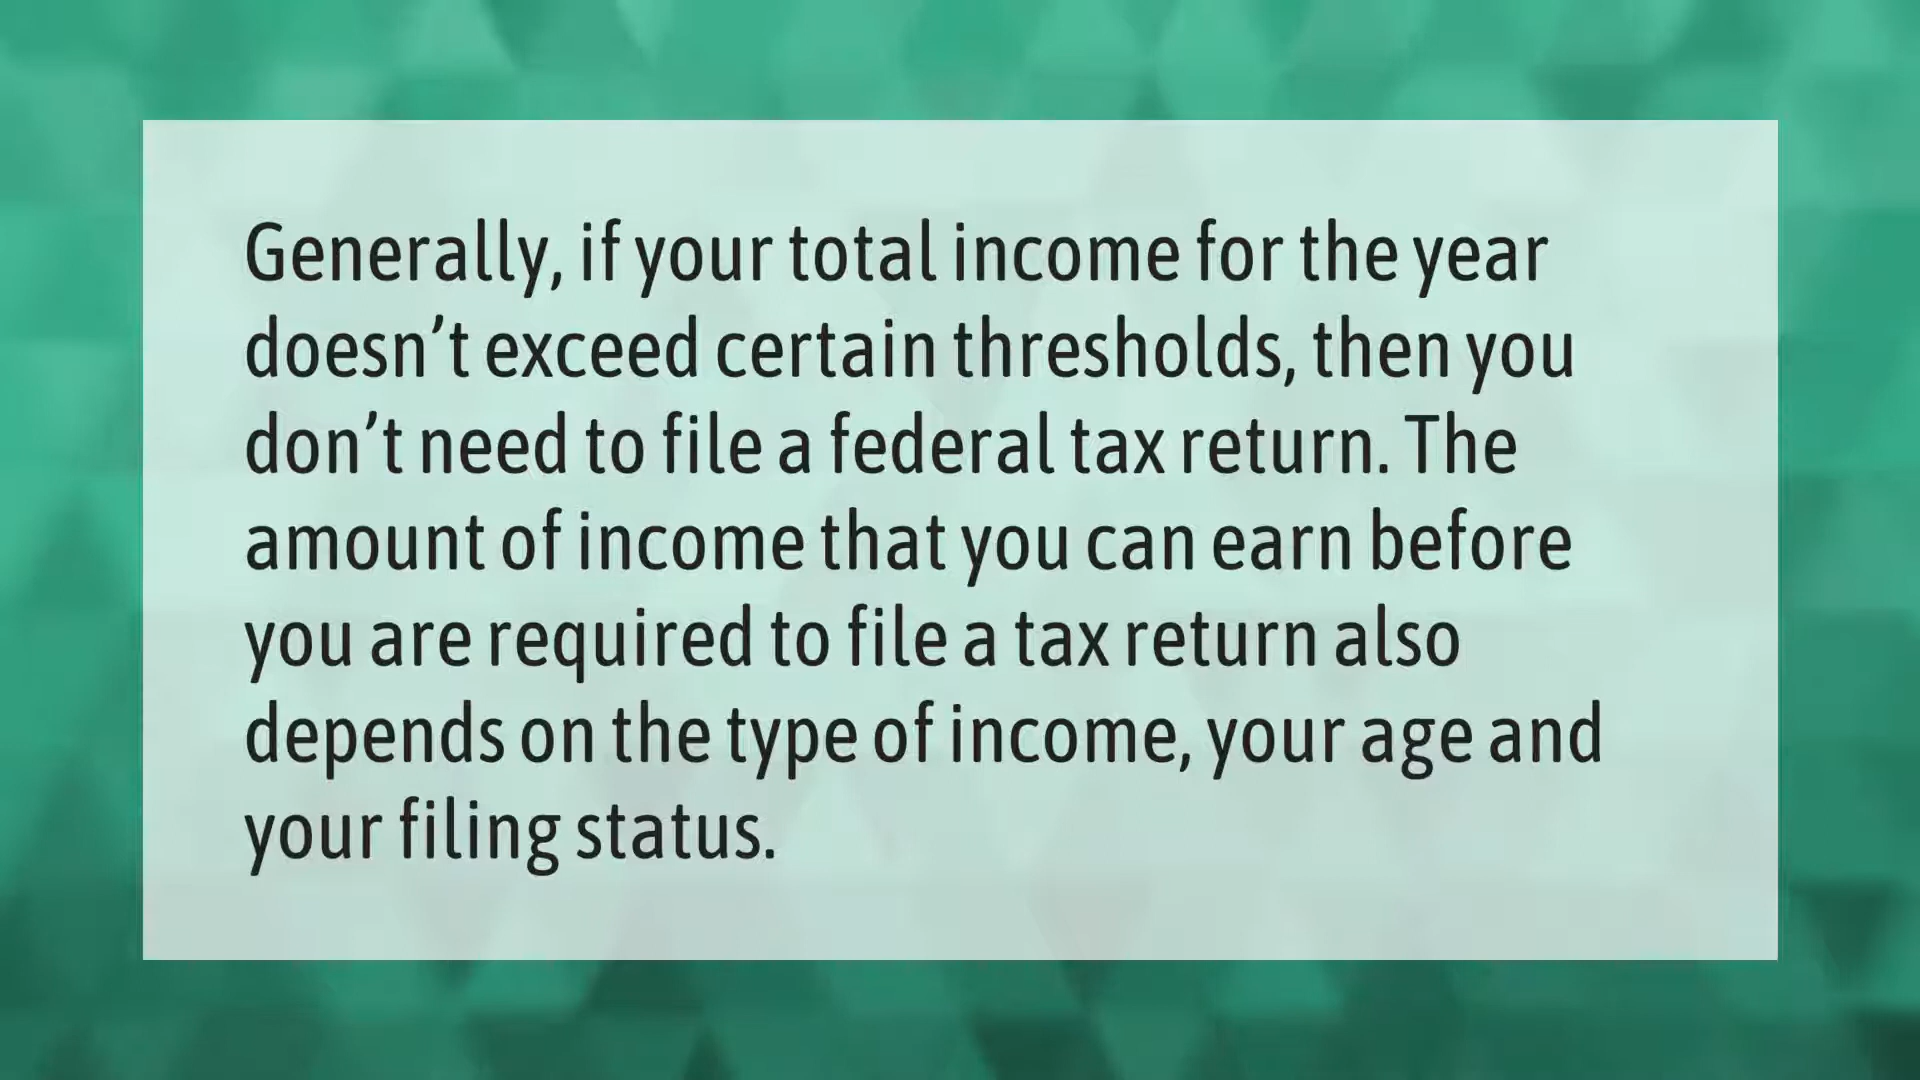 Generally, if your total income for the year
doesn’t exceed certain thresholds, then you
don’t need to file a federal tax return. The
amount of income that you can earn before
you are required to file a tax return also
depends on the type of income, your age and
your filing status.